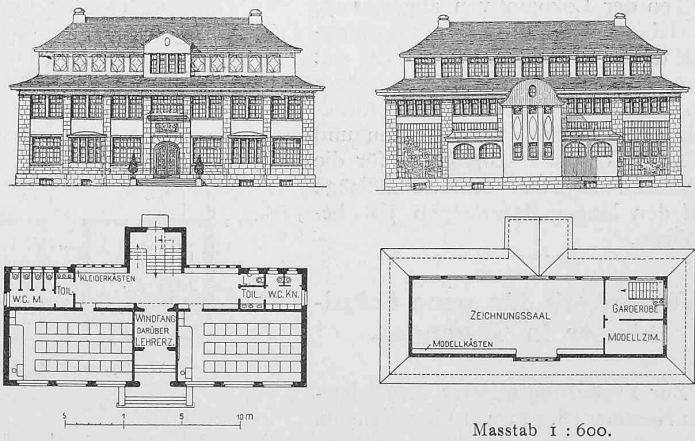 KLEIDERKÄSTEN
TOIL.
W.C. M.
TOIL.
W.C. KN.
WINDFANG
DARÜBER
LEHRERZ.
5 1 5 10 m
ZEICHNUNGSSAAL
GARDEROBE
MODELLZIM.
MODELLKÄSTEN
Masstab 1 : 600.